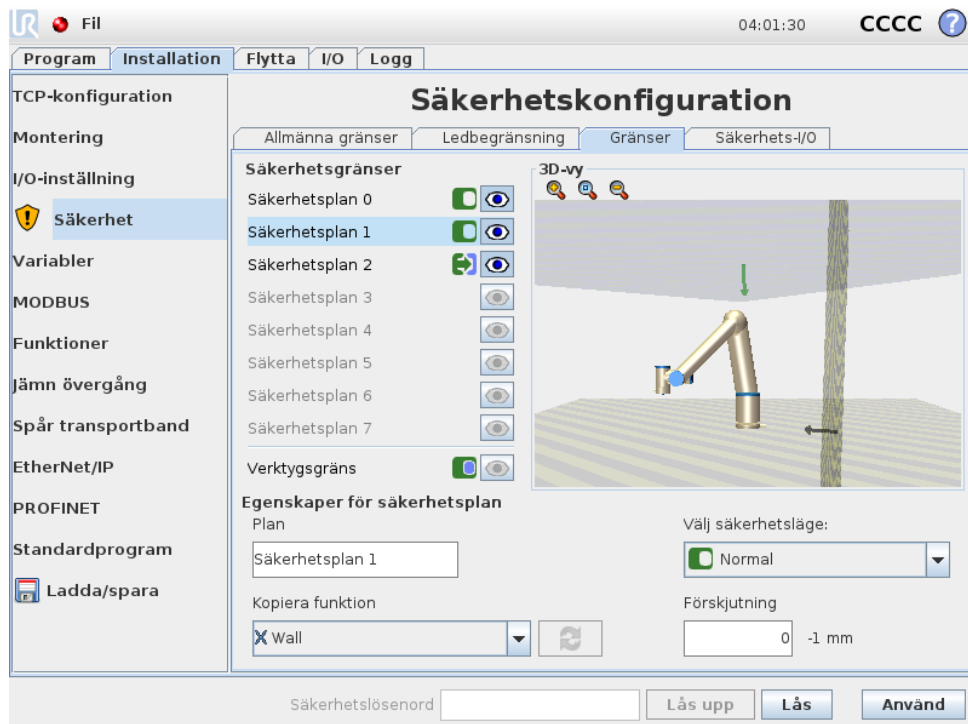 UR
Fil
04:01:30
CCCC
?
Program
Installation
Flytta
I/O
Logg
TCP-konfiguration
Montering
I/O-inställning
Säkerhet
Variabler
MODBUS
Funktioner
Jämn övergång
Spår transportband
EtherNet/IP
PROFINET
Standardprogram
Ladda/spara
Säkerhetskonfiguration
Allmänna gränser
Ledbegränsning
Gränser
Säkerhets-I/O
Säkerhetsgränser
Säkerhetsplan 0
Säkerhetsplan 1
Säkerhetsplan 2
Säkerhetsplan 3
Säkerhetsplan 4
Säkerhetsplan 5
Säkerhetsplan 6
Säkerhetsplan 7
Verktygsgräns
3D-vy
Egenskaper för säkerhetsplan
Plan
Säkerhetsplan 1
Välj säkerhetsläge:
Normal
Kopiera funktion
Wall
Förskjutning
0 -1 mm
Säkerhetslösenord
Lås upp
Lås
Använd